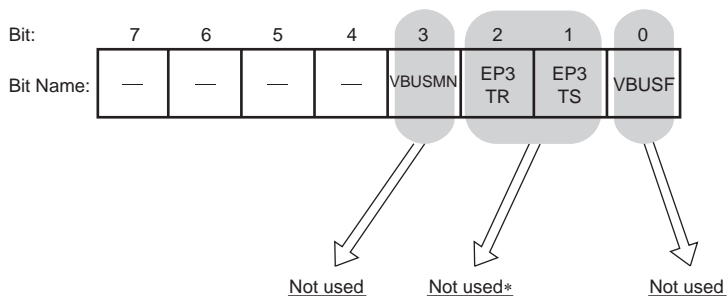 Bit: 7 6 5 4 3 2 1 0
Bit Name: — — — — VBUSMN EP3 TR EP3 TS VBUSF
Not used Not used* Not used